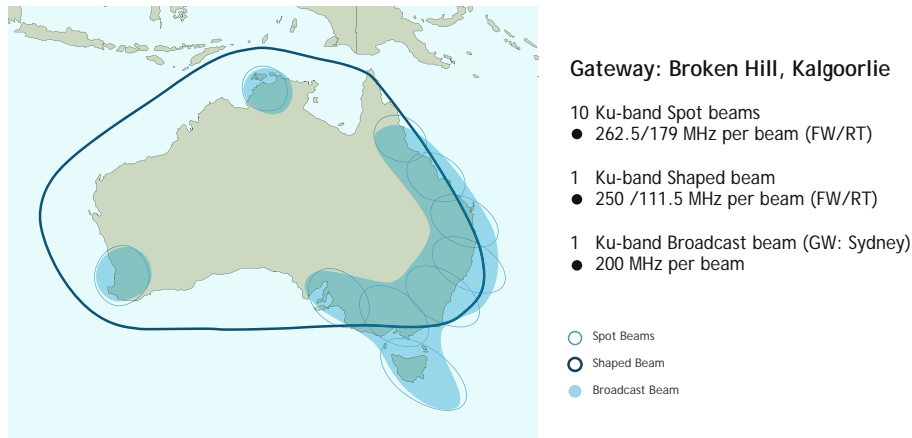 Gateway: Broken Hill, Kalgoorlie
10 Ku-band Spot beams
● 262.5/179 MHz per beam (FW/RT)
1 Ku-band Shaped beam
● 250 /111.5 MHz per beam (FW/RT)
1 Ku-band Broadcast beam (GW: Sydney)
● 200 MHz per beam
Spot Beams
Shaped Beam
Broadcast Beam